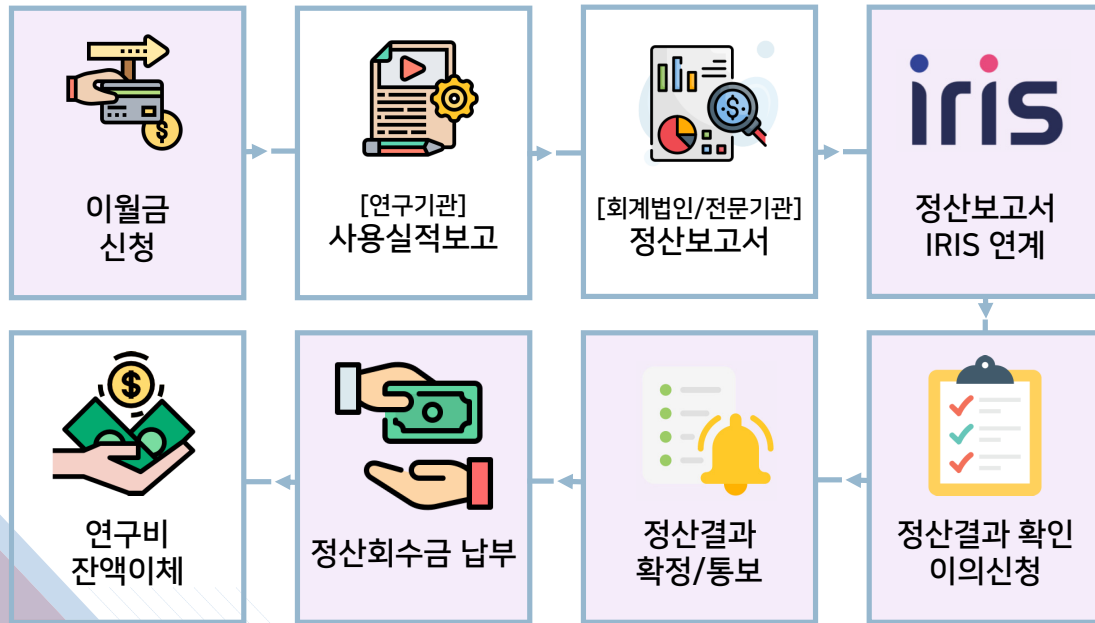 이월금
신청
[연구기관]
사용실적보고
[회계법인/전문기관]
정산보고서
iris
정산보고서
IRIS 연계
정산결과 확인
이의신청
정산결과
확정/통보
정산회수금 납부
연구비
잔액이체